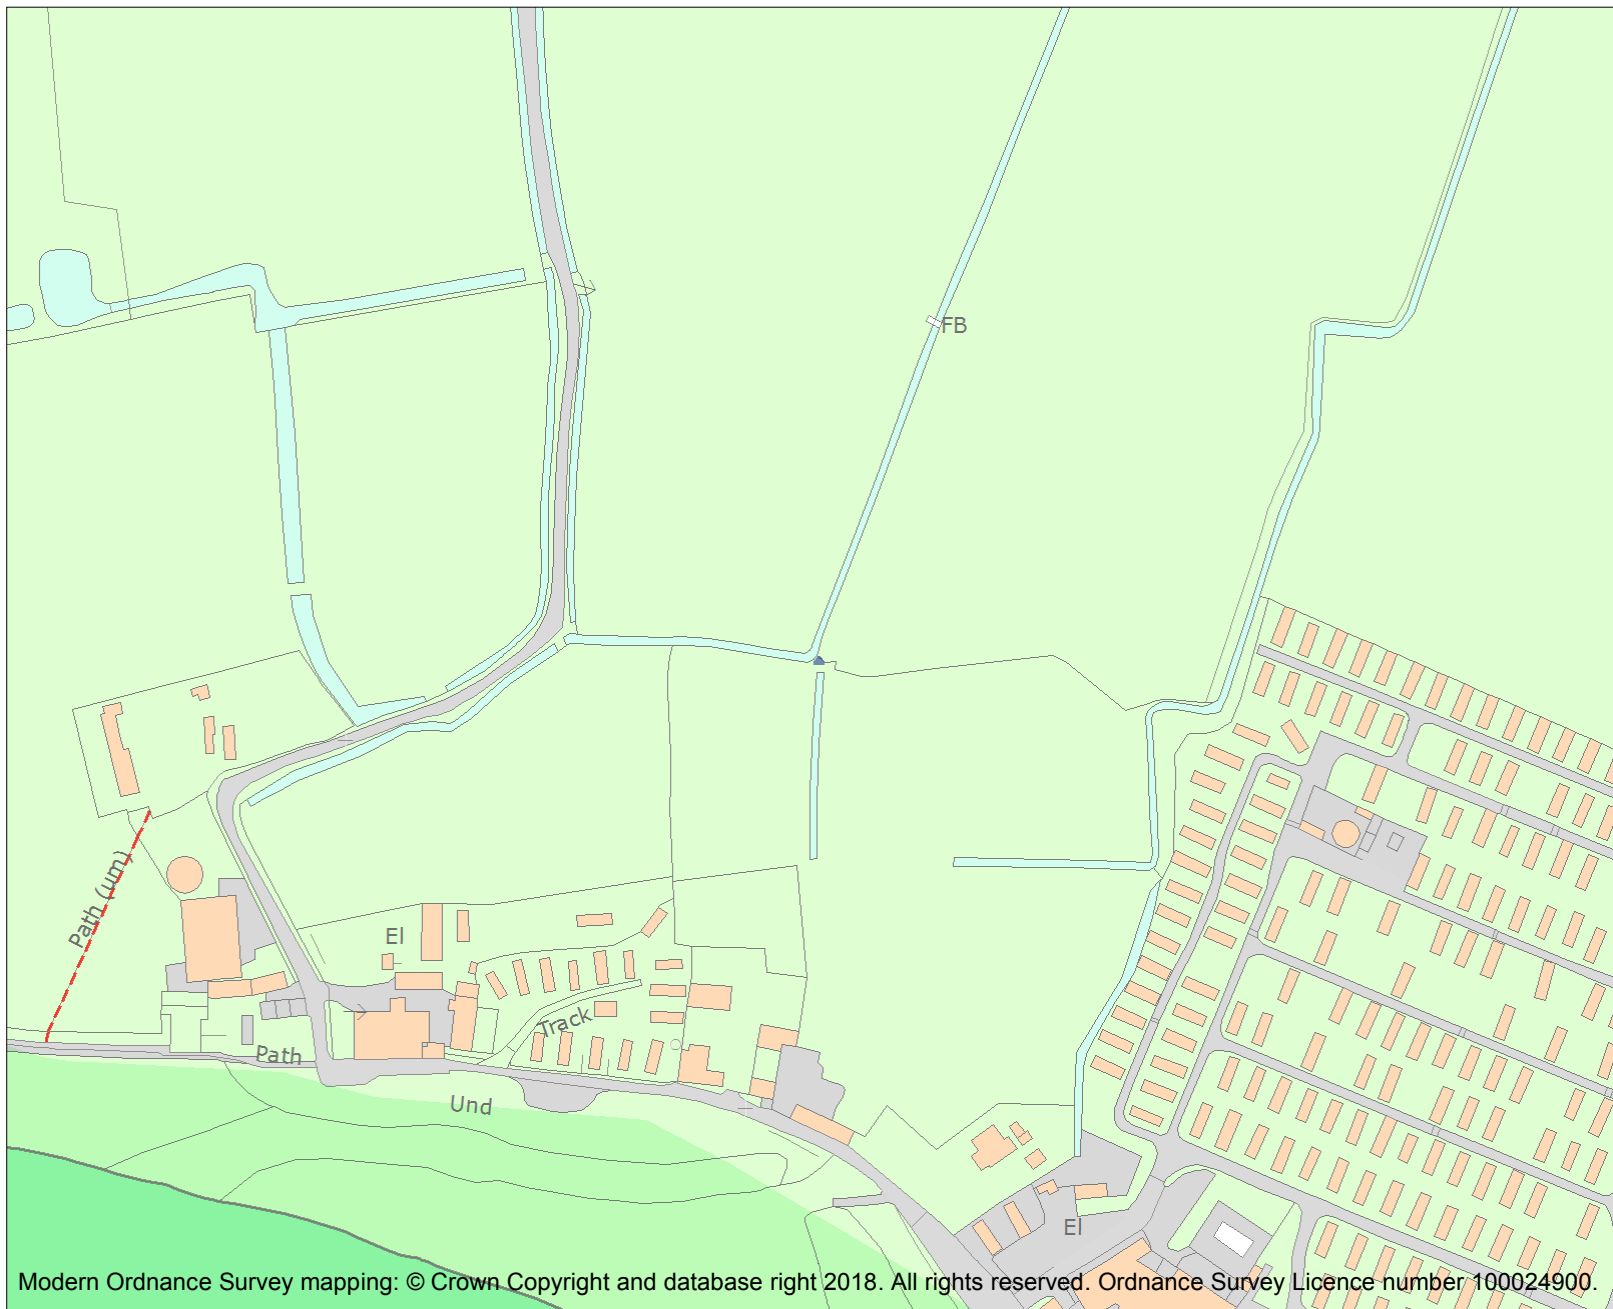 FB
Path (um)
El
Track
Path
Und
El
Modern Ordnance Survey mapping: © Crown Copyright and database right 2018. All rights reserved. Ordnance Survey Licence number 100024900.